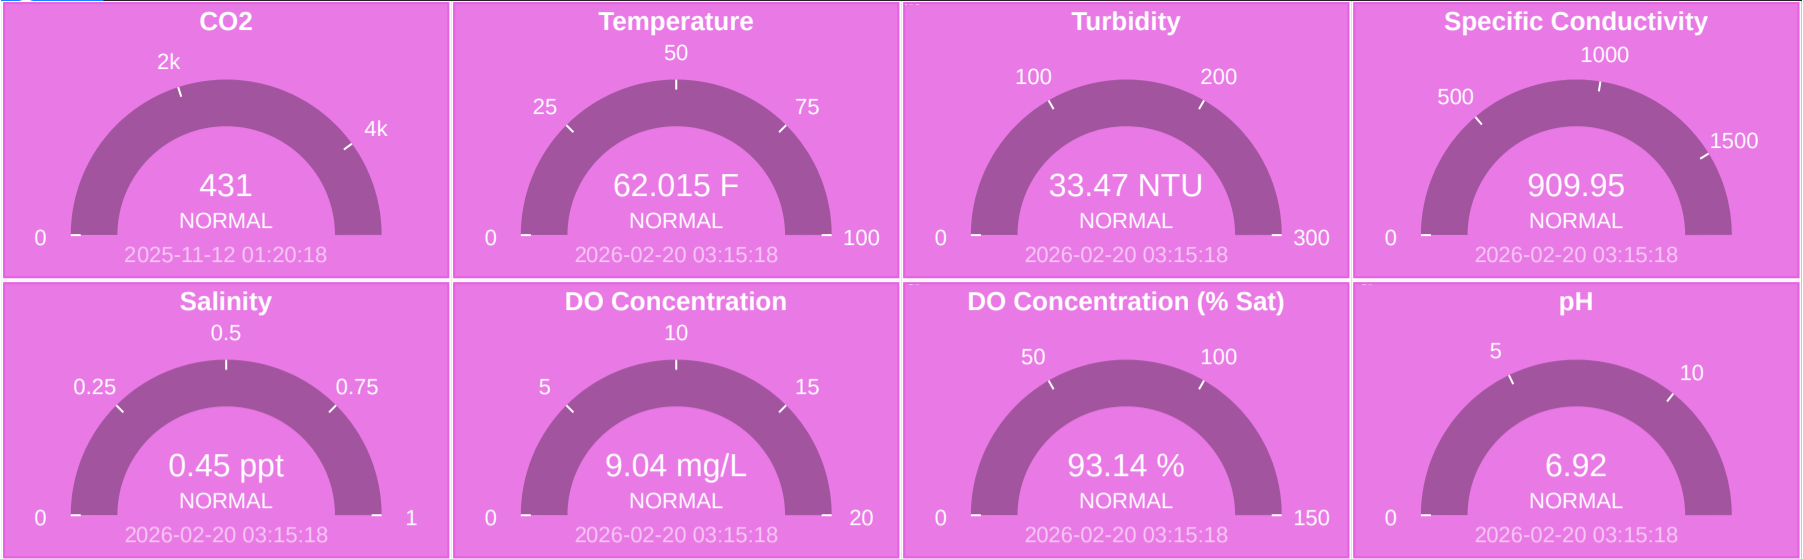 CO2
2k
4k
0
431
NORMAL
2025-11-12 01:20:18
Temperature
50
25
75
0
100
62.015 F
NORMAL
2026-02-20 03:15:18
Turbidity
100
200
0
300
33.47 NTU
NORMAL
2026-02-20 03:15:18
Specific Conductivity
1000
500
1500
0
909.95
NORMAL
2026-02-20 03:15:18
Salinity
0.5
0.25
0.75
0
1
0.45 ppt
NORMAL
2026-02-20 03:15:18
DO Concentration
10
5
15
0
20
9.04 mg/L
NORMAL
2026-02-20 03:15:18
DO Concentration (% Sat)
50
100
0
150
93.14 %
NORMAL
2026-02-20 03:15:18
pH
5
10
0
6.92
NORMAL
2026-02-20 03:15:18